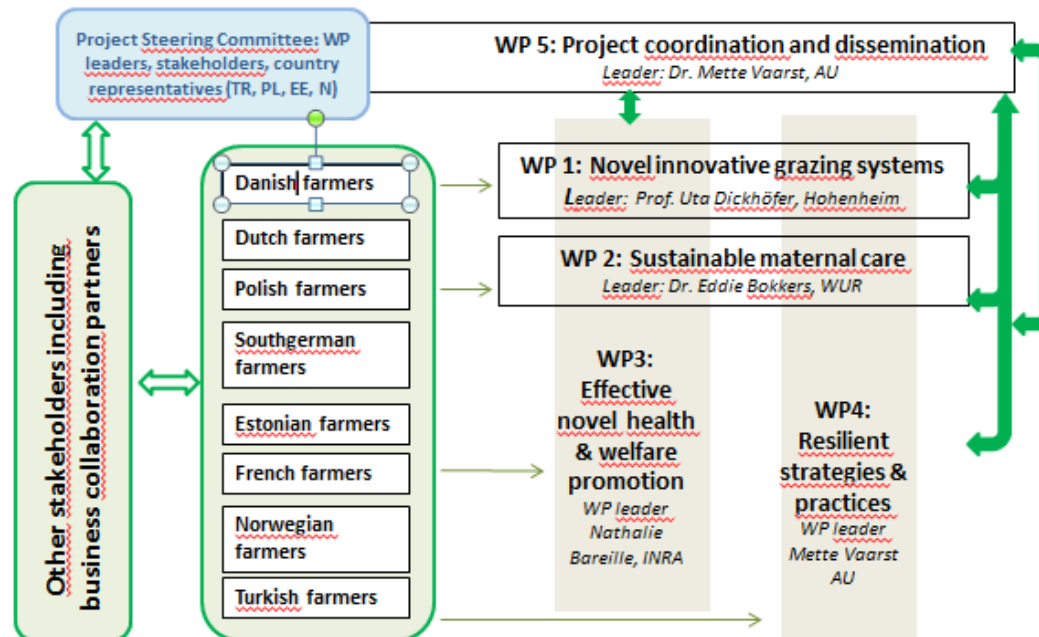 Project Steering Committee: WP
leaders, stakeholders, country
representatives (TR, PL, EE, N)
WP 5: Project coordination and dissemination
Leader: Dr. Mette Vaarst, AU
Other stakeholders including
business collaboration partners
Danish farmers
Dutch farmers
Polish farmers
Southgerman
farmers
Estonian farmers
French farmers
Norwegian
farmers
Turkish farmers
WP 1: Novel innovative grazing systems
Leader: Prof. Uta Dickhöfer, Hohenheim
WP 2: Sustainable maternal care
Leader: Dr. Eddie Bokkers, WUR
WP3:
Effective
novel health
& welfare
promotion
WP leader
Nathalie
Bareille, INRA
WP4:
Resilient
strategies &
practices
WP leader
Mette Vaarst
AU